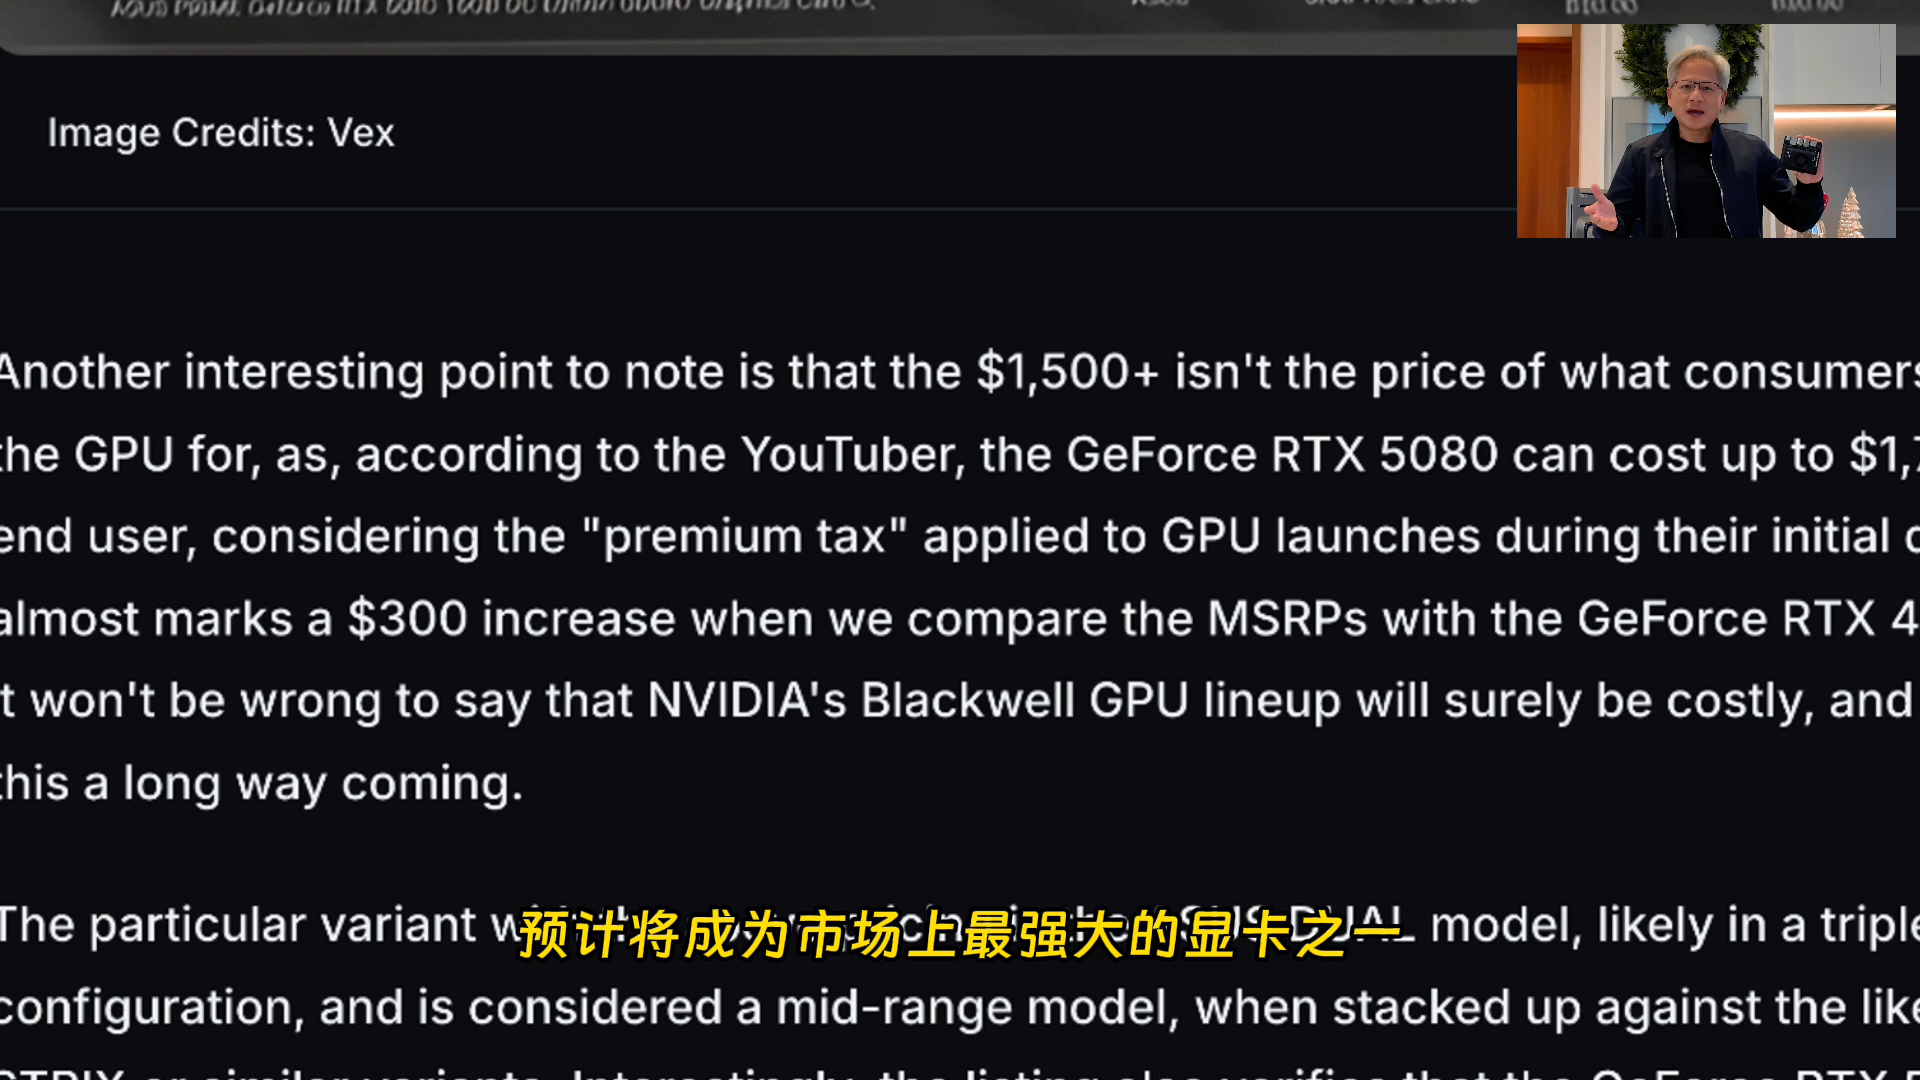 Image Credits: Vex
Another interesting point to note is that the $1,500+ isn't the price of what consumers
the GPU for, as, according to the YouTuber, the GeForce RTX 5080 can cost up to $1,7
end user, considering the "premium tax" applied to GPU launches during their initial
almost marks a $300 increase when we compare the MSRPs with the GeForce RTX 4
it won't be wrong to say that NVIDIA's Blackwell GPU lineup will surely be costly, and
this a long way coming.
The particular variant DUAL model, likely in a triple
预计将成为市场上最强大的显卡之一
configuration, and is considered a mid-range model, when stacked up against the like